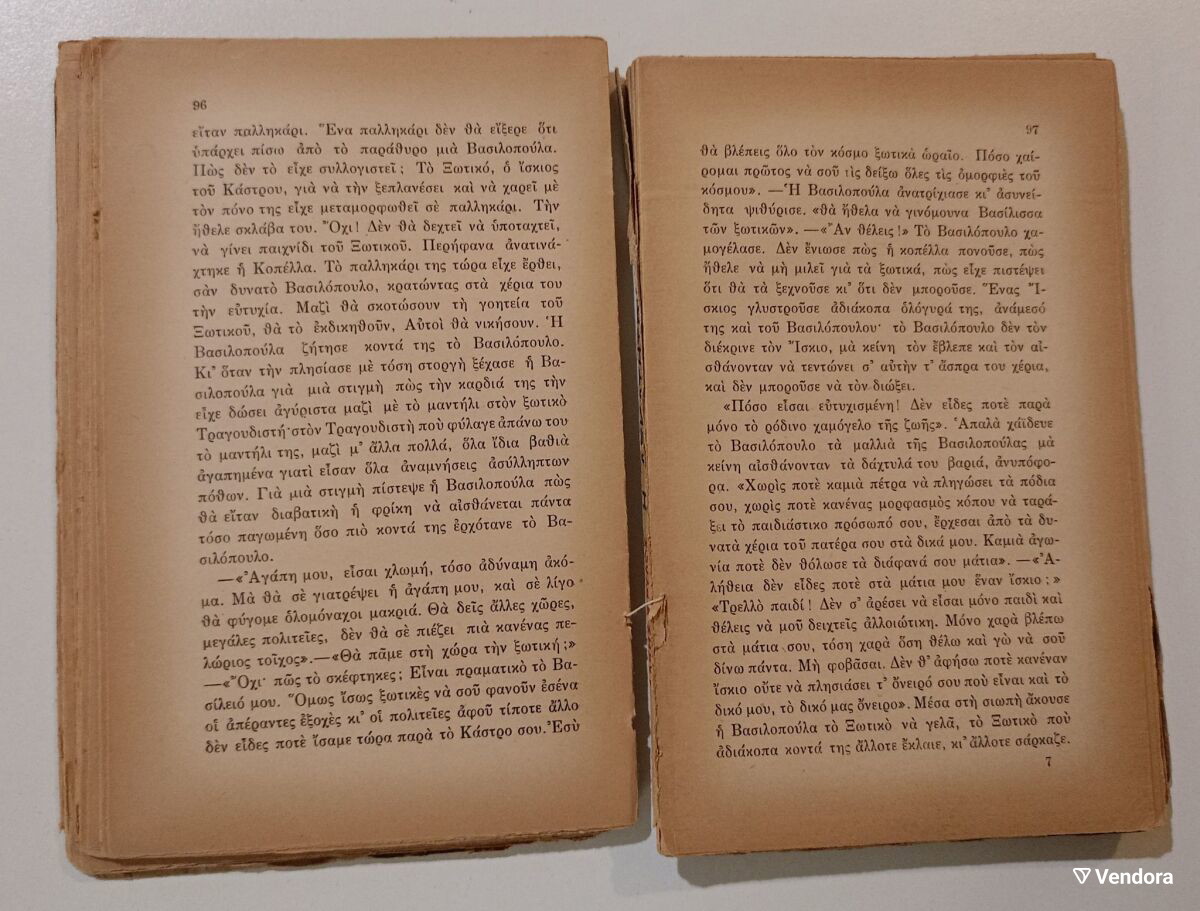 96
εἴταν παλληκάρι. Ἕνα παλληκάρι δὲν θὰ εἴξερε ὅτι
ὑπάρχει πίσω ἀπὸ τὸ παράθυρο μιὰ Βασιλοπούλα.
Πὼς δὲν τὸ εἶχε συλλογιστεῖ; Τὸ Ξωτικό, ὁ ἴσκιος
τοῦ Κάστρου, γιὰ νὰ τὴν ξεπλανέσει καὶ νὰ χαρεῖ μὲ
τὸν πόνο της εἶχε μεταμορφωθεῖ σὲ παλληκάρι. Τὴν
ἤθελε σκλάβα του. Ὄχι! Δὲν θὰ δεχτεῖ νὰ ὑποταχτεῖ,
νὰ γίνει παιχνίδι τοῦ Ξωτικοῦ. Περήφανα ἀνατινά-
χτηκε ἡ Κοπέλλα. Τὸ παλληκάρι της τώρα εἶχε ἔρθει,
σὰν δυνατὸ Βασιλόπουλο, κρατώντας στὰ χέρια του
τὴν εὐτυχία. Μαζὶ θὰ σκοτώσουν τὴ γοητεία τοῦ
Ξωτικοῦ, θὰ τὸ ἐκδικηθοῦν, Αὐτοὶ θὰ νικήσουν. Ἡ
Βασιλοπούλα ζήτησε κοντά της τὸ Βασιλόπουλο.
Κι' ὅταν τὴν πλησίασε μὲ τόση στοργὴ ξέχασε ἡ Βα-
σιλοπούλα γιὰ μιὰ στιγμὴ πὼς τὴν καρδιά της τὴν
εἶχε δώσει ἀγύριστα μαζὶ μὲ τὸ μαντήλι στὸν ξωτικὸ
Τραγουδιστή· στὸν Τραγουδιστὴ ποὺ φύλαγε ἀπάνω του
τὸ μαντήλι της, μαζὶ μ' ἄλλα πολλά, ὅλα ἴδια βαθιὰ
ἀγαπημένα γιατὶ εἴσαν ὅλα ἀναμνήσεις ἀσύλληπτων
πόθων. Γιὰ μιὰ στιγμὴ πίστεψε ἡ Βασιλοπούλα πὼς
θὰ εἴταν διαβατικὴ ἡ φρίκη νὰ αἰσθάνεται πάντα
τόσο παγωμένη ὅσο πιὸ κοντά της ἐρχότανε τὸ Βα-
σιλόπουλο.
—«Ἀγάπη μου, εἶσαι χλωμή, τόσο ἀδύναμη ἀκό-
μα. Μὰ θὰ σὲ γιατρέψει ἡ ἀγάπη μου, καὶ σὲ λίγο
θὰ φύγομε ὁλομόναχοι μακριά. Θὰ δεῖς ἄλλες χῶρες,
μεγάλες πολιτεῖες, δὲν θὰ σὲ πιέζει πιὰ κανένας πε-
λώριος τοῖχος».—«Θὰ πᾶμε στὴ χώρα τὴν ξωτική;»
—«Ὄχι· πῶς τὸ σκέφτηκες; Εἶναι πραματικὸ τὸ Βα-
σίλειό μου. Ὅμως ἴσως ξωτικὲς νὰ σοῦ φανοῦν ἐσένα
οἱ ἀπέραντες ἐξοχὲς κι' οἱ πολιτεῖες ἀφοῦ τίποτε ἄλλο
δὲν εἶδες ποτὲ ἴσαμε τώρα παρὰ τὸ Κάστρο σου. Ἐσὺ
97
θὰ βλέπεις ὅλο τὸν κόσμο ξωτικὰ ὡραῖο. Πόσο χαί-
ρομαι πρῶτος νὰ σοῦ τὶς δείξω ὅλες τὶς ὀμορφιὲς τοῦ
κόσμου». —Ἡ Βασιλοπούλα ἀνατρίχιασε κι' ἀσυνεί-
δητα ψιθύρισε. «θὰ ἤθελα νὰ γινόμουνα Βασίλισσα
τῶν ξωτικῶν». —«Ἂν θέλεις!» Τὸ Βασιλόπουλο χα-
μογέλασε. Δὲν ἔνιωσε πὼς ἡ κοπέλλα πονοῦσε, πὼς
ἤθελε νὰ μὴ μιλεῖ γιὰ τὰ ξωτικά, πὼς εἶχε πιστέψει
ὅτι θὰ τὰ ξεχνοῦσε κι' ὅτι δὲν μποροῦσε. Ἕνας Ἴ-
σκιος γλυστροῦσε ἀδιάκοπα ὁλόγυρά της, ἀνάμεσό
της καὶ τοῦ Βασιλόπουλου· τὸ Βασιλόπουλο δὲν τὸν
διέκρινε τὸν Ἴσκιο, μὰ κείνη τὸν ἔβλεπε καὶ τὸν αἰ-
σθάνονταν νὰ τεντώνει σ' αὐτὴν τ' ἄσπρα του χέρια,
καὶ δὲν μποροῦσε νὰ τὸν διώξει.
«Πόσο εἶσαι εὐτυχισμένη! Δὲν εἶδες ποτὲ παρὰ
μόνο τὸ ρόδινο χαμόγελο τῆς ζωῆς». Ἁπαλὰ χάϊδευε
τὸ Βασιλόπουλο τὰ μαλλιὰ τῆς Βασιλοπούλας μὰ
κείνη αἰσθάνονταν τὰ δάχτυλά του βαριά, ἀνυπόφο-
ρα. «Χωρὶς ποτὲ καμιὰ πέτρα νὰ πληγώσει τὰ πόδια
σου, χωρὶς ποτὲ κανένας μορφασμὸς κόπου νὰ ταρά-
ξει τὸ παιδιάστικο πρόσωπό σου, ἔρχεσαι ἀπὸ τὰ δυ-
νατὰ χέρια τοῦ πατέρα σου στὰ δικά μου. Καμιὰ ἀγω-
νία ποτὲ δὲν θόλωσε τὰ διάφανά σου μάτια». —«Ἀ-
λήθεια δὲν εἶδες ποτὲ στὰ μάτια μου ἕναν ἴσκιο;»
«Τρελλὸ παιδί! Δὲν σ' ἀρέσει νὰ εἶσαι μόνο παιδὶ καὶ
θέλεις νὰ μοῦ δειχτεῖς ἀλλοιώτικη. Μόνο χαρὰ βλέπω
στὰ μάτια σου, τόση χαρὰ ὅση θέλω καὶ γὼ νὰ σοῦ
δίνω πάντα. Μὴ φοβᾶσαι. Δὲν θ' ἀφήσω ποτὲ κανέναν
ἴσκιο οὔτε νὰ πλησιάσει τ' ὄνειρό σου ποὺ εἶναι καὶ τὸ
δικό μου, τὸ δικό μας ὄνειρο». Μέσα στὴ σιωπὴ ἄκουσε
ἡ Βασιλοπούλα τὸ Ξωτικὸ νὰ γελᾶ, τὸ Ξωτικὸ ποὺ
ἀδιάκοπα κοντά της ἄλλοτε ἔκλαιε, κι' ἄλλοτε σάρκαζε.
7
Vendora